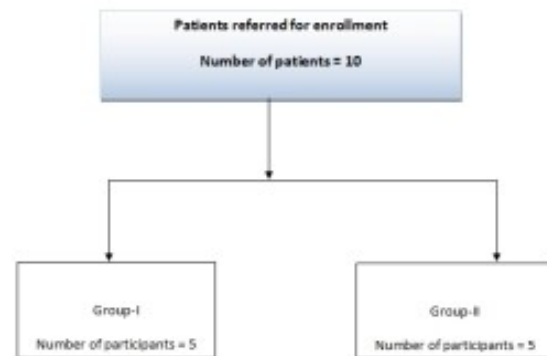 Patients referred for enrollment
Number of patients = 10
Group-I
Number of participants = 5
Group-II
Number of participants = 5